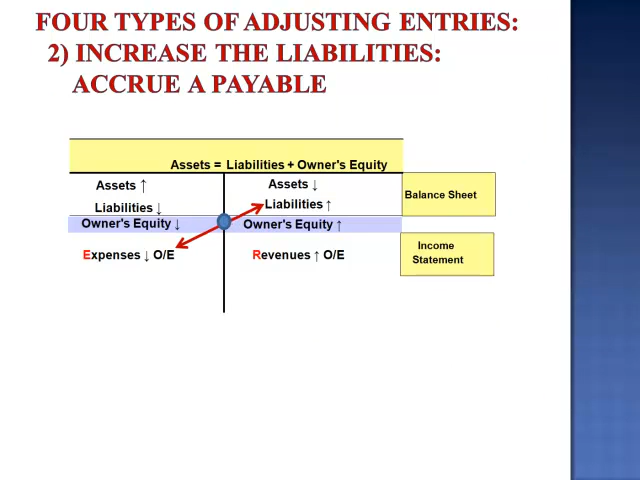 FOUR TYPES OF ADJUSTING ENTRIES:
2) INCREASE THE LIABILITIES:
ACCRUE A PAYABLE
Assets = Liabilities + Owner's Equity
Assets ↑
Assets ↓
Liabilities ↓
Liabilities ↑
Balance Sheet
Owner's Equity ↓
Owner's Equity ↑
Expenses ↓ O/E
Revenues ↑ O/E
Income
Statement